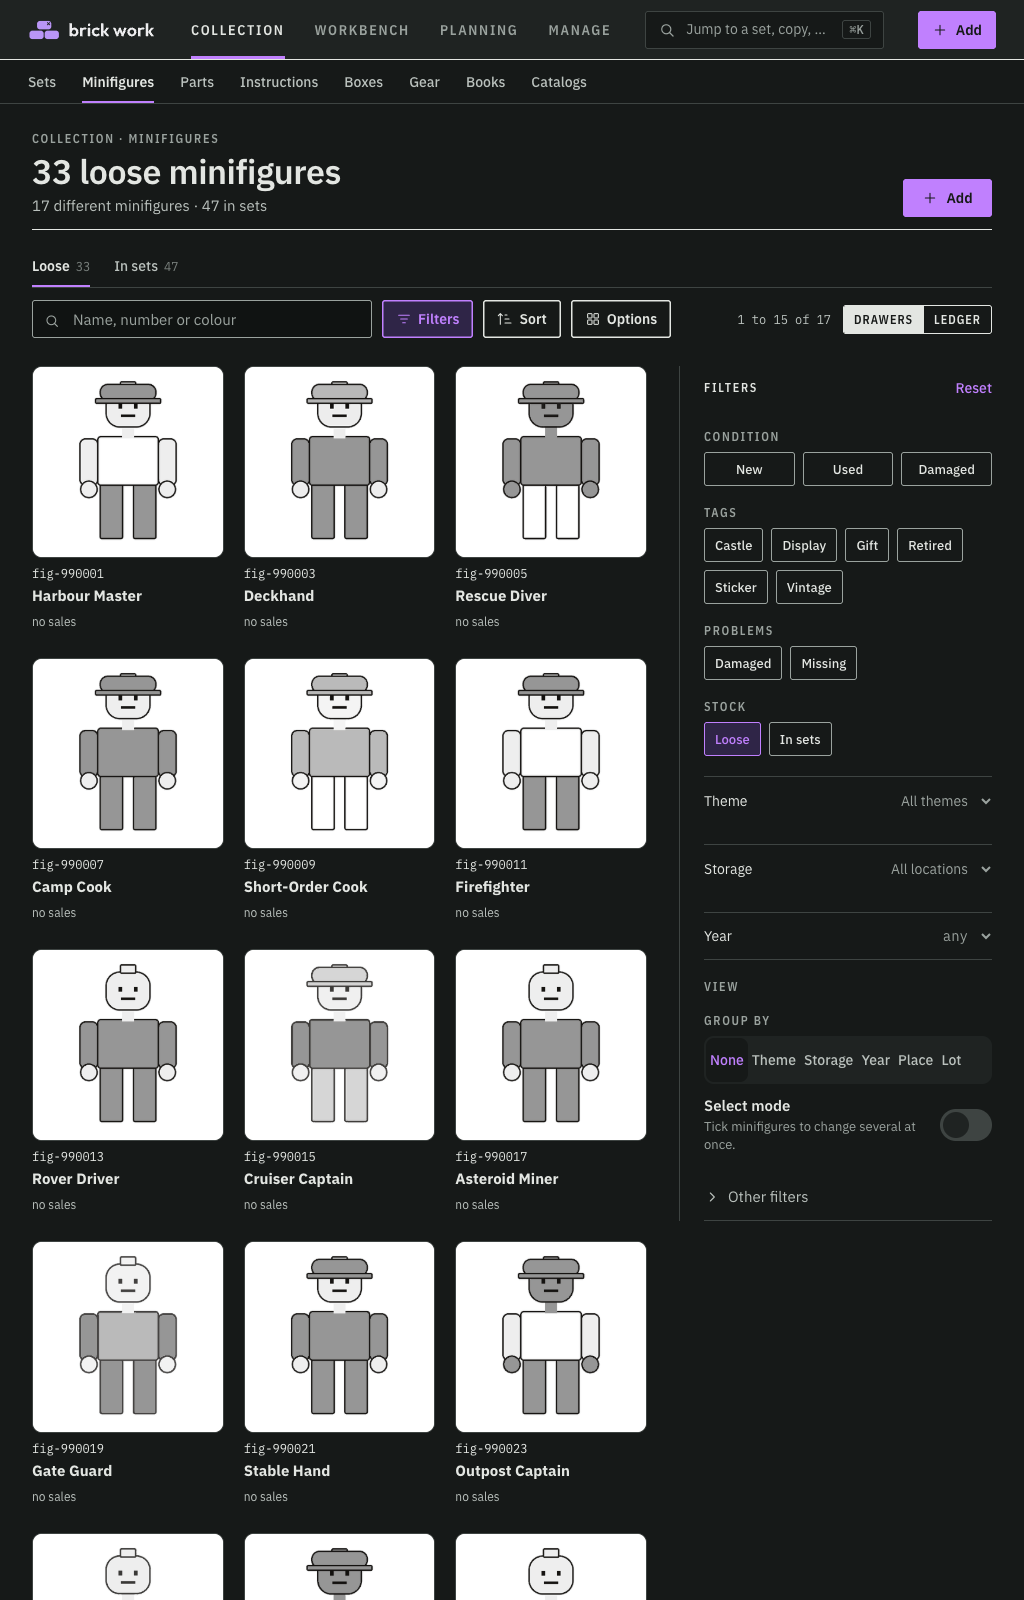 brick work
COLLECTION
WORKBENCH
PLANNING
MANAGE
Jump to a set, copy, ...
⌘K
Add
Sets
Minifigures
Parts
Instructions
Boxes
Gear
Books
Catalogs
COLLECTION · MINIFIGURES
33 loose minifigures
17 different minifigures · 47 in sets
Add
Loose 33
In sets 47
Name, number or colour
Filters
Sort
Options
1 to 15 of 17
DRAWERS
LEDGER
fig-990001
Harbour Master
no sales
fig-990003
Deckhand
no sales
fig-990005
Rescue Diver
no sales
fig-990007
Camp Cook
no sales
fig-990009
Short-Order Cook
no sales
fig-990011
Firefighter
no sales
fig-990013
Rover Driver
no sales
fig-990015
Cruiser Captain
no sales
fig-990017
Asteroid Miner
no sales
fig-990019
Gate Guard
no sales
fig-990021
Stable Hand
no sales
fig-990023
Outpost Captain
no sales
FILTERS
Reset
CONDITION
New
Used
Damaged
TAGS
Castle
Display
Gift
Retired
Sticker
Vintage
PROBLEMS
Damaged
Missing
STOCK
Loose
In sets
Theme
All themes
Storage
All locations
Year
any
VIEW
GROUP BY
None
Theme
Storage
Year
Place
Lot
Select mode
Tick minifigures to change several at
once.
Other filters